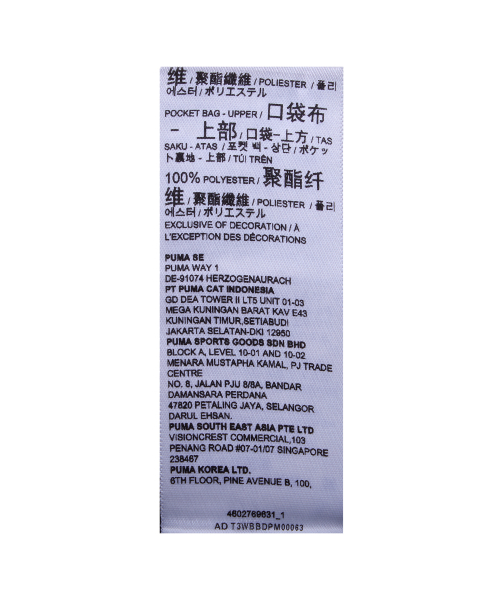 维 / 聚酯纖維 / POLIESTER / 폴리
에스터 / ポリエステル
POCKET BAG - UPPER / 口袋布
- 上部 / 口袋-上方 / TAS
SAKU - ATAS / 포켓 백 - 상단 / ポケッ
ト裏地 - 上部 / TÚI TRÊN
100% POLYESTER / 聚酯纤
维 / 聚酯纖維 / POLIESTER / 폴리
에스터 / ポリエステル
EXCLUSIVE OF DECORATION / À
L'EXCEPTION DES DÉCORATIONS
PUMA SE
PUMA WAY 1
DE-91074 HERZOGENAURACH
PT PUMA CAT INDONESIA
GD DEA TOWER II LT5 UNIT 01-03
MEGA KUNINGAN BARAT KAV E43
KUNINGAN TIMUR,SETIABUDI
JAKARTA SELATAN-DKI 12950
PUMA SPORTS GOODS SDN BHD
BLOCK A, LEVEL 10-01 AND 10-02
MENARA MUSTAPHA KAMAL, PJ TRADE
CENTRE
NO. 8, JALAN PJU 8/8A, BANDAR
DAMANSARA PERDANA
47820 PETALING JAYA, SELANGOR
DARUL EHSAN.
PUMA SOUTH EAST ASIA PTE LTD
VISIONCREST COMMERCIAL,103
PENANG ROAD #07-01/07 SINGAPORE
238467
PUMA KOREA LTD.
6TH FLOOR, PINE AVENUE B, 100,
4602769631_1
AD T3WBBDPM00063